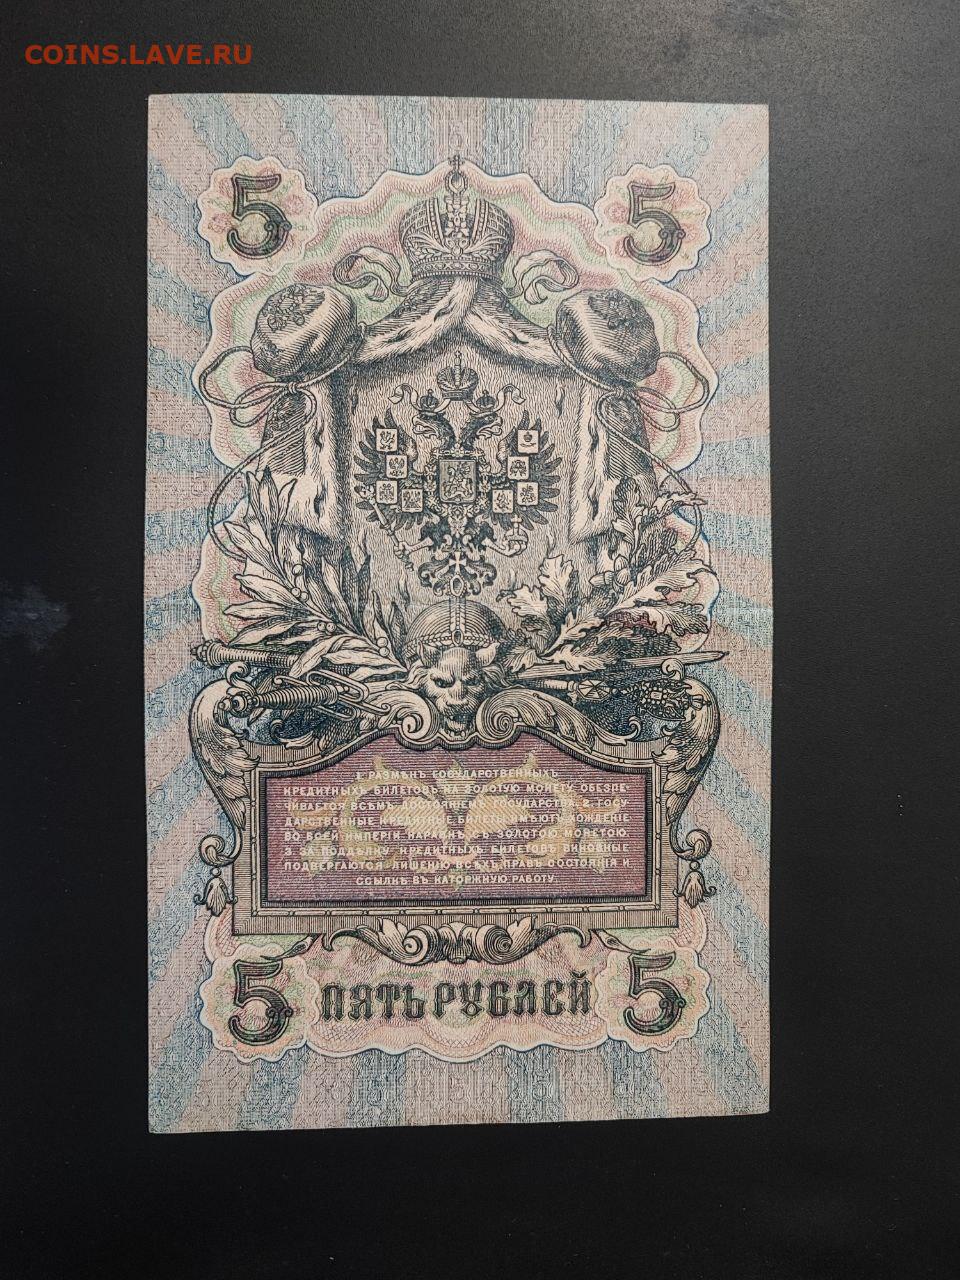 COINS.LAVE.RU
5 5
1. РАЗМѢНЪ ГОСУДАРСТВЕННЫХЪ
КРЕДИТНЫХЪ БИЛЕТОВЪ НА ЗОЛОТУЮ МОНЕТУ ОБЕЗПЕ-
ЧИВАЕТСЯ ВСѢМЪ ДОСТОЯНІЕМЪ ГОСУДАРСТВА. 2. ГОСУ-
ДАРСТВЕННЫЕ КРЕДИТНЫЕ БИЛЕТЫ ИМѢЮТЪ ХОЖДЕНІЕ
ВО ВСЕЙ ИМПЕРІИ НАРАВНѢ СЪ ЗОЛОТОЮ МОНЕТОЮ.
3. ЗА ПОДДѢЛКУ КРЕДИТНЫХЪ БИЛЕТОВЪ ВИНОВНЫЕ
ПОДВЕРГАЮТСЯ ЛИШЕНІЮ ВСѢХЪ ПРАВЪ СОСТОЯНІЯ И
ССЫЛКѢ ВЪ КАТОРЖНУЮ РАБОТУ.
5 ПЯТЬ РУБЛЕЙ 5